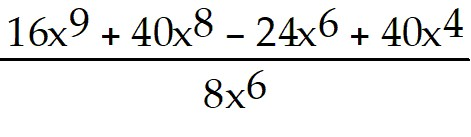 16x⁹ + 40x⁸ − 24x⁶ + 40x⁴
8x⁶